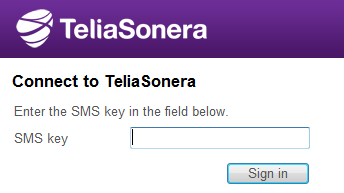 TeliaSonera
Connect to TeliaSonera
Enter the SMS key in the field below.
SMS key
Sign in